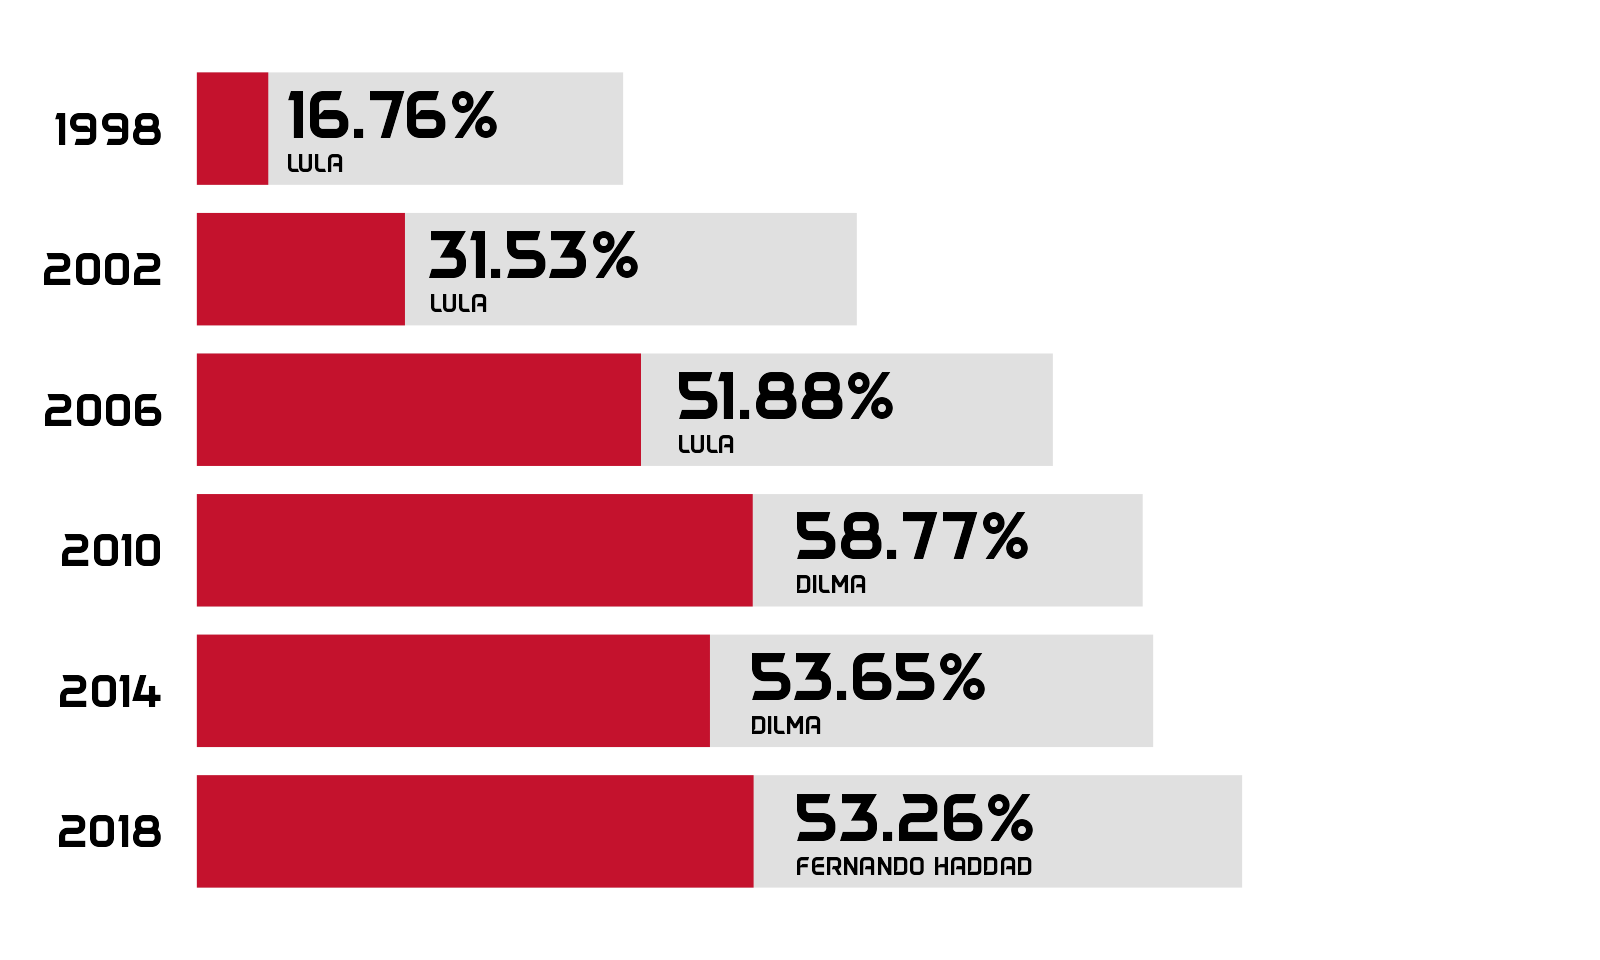 1998
16.76%
LULA
2002
31.53%
LULA
2006
51.88%
LULA
2010
58.77%
DILMA
2014
53.65%
DILMA
2018
53.26%
FERNANDO HADDAD